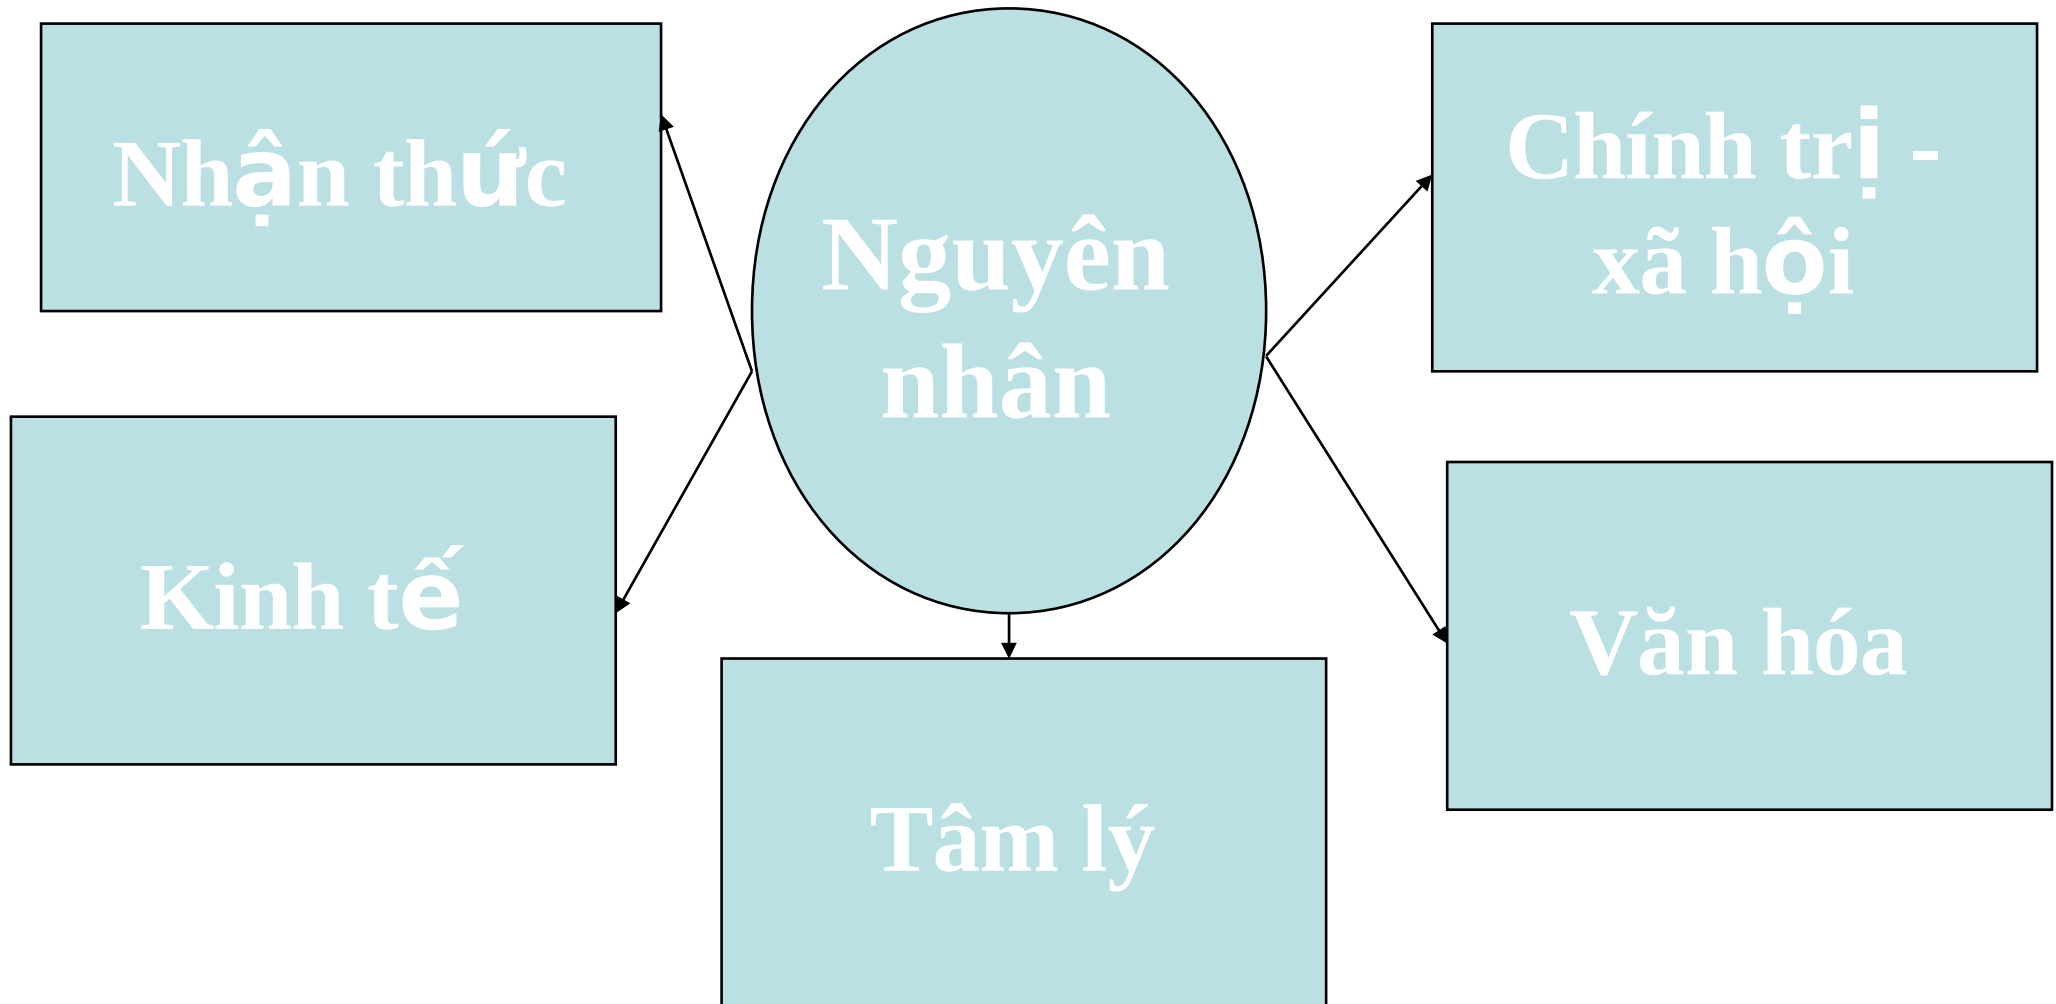 Nhận thức
Nguyên
nhân
Chính trị -
xã hội
Kinh tế
Văn hóa
Tâm lý